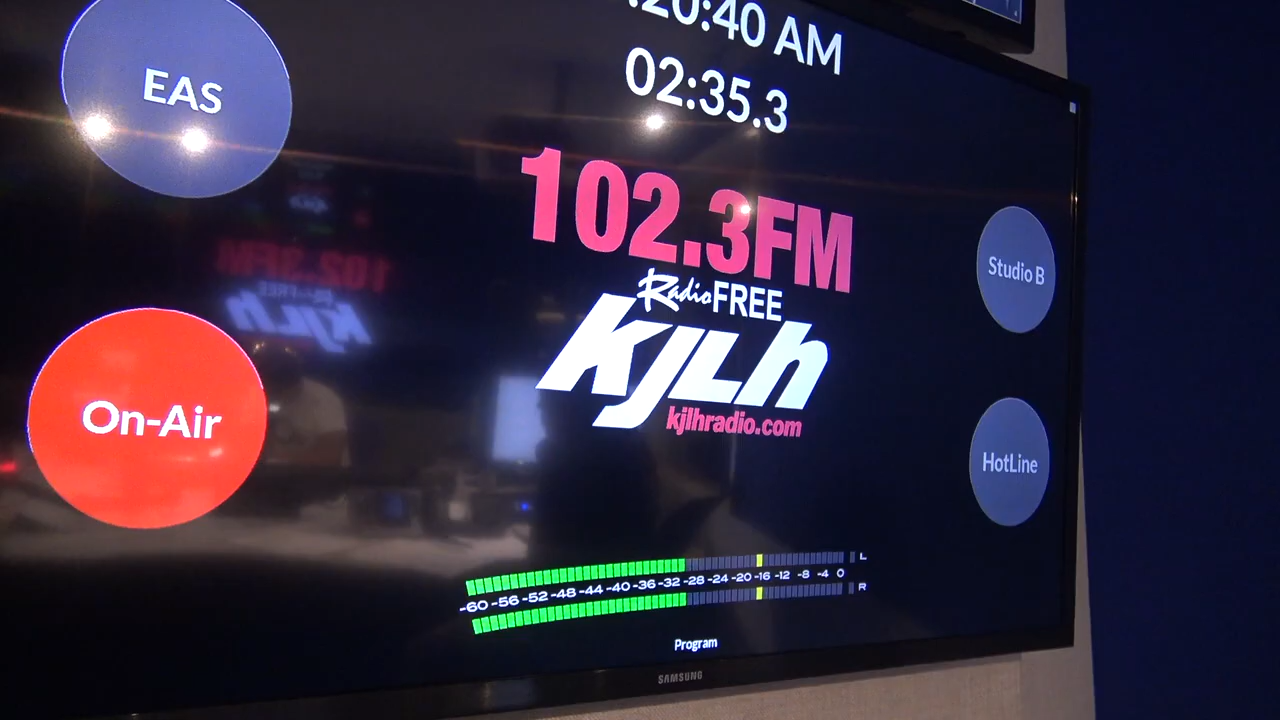 :20:40 AM
02:35.3
EAS
102.3FM
Radio FREE
kjlh
kjlhradio.com
Studio B
On-Air
HotLine
L
-60 -56 -52 -48 -44 -40 -36 -32 -28 -24 -20 -16 -12 -8 -4 0
R
Program
SAMSUNG